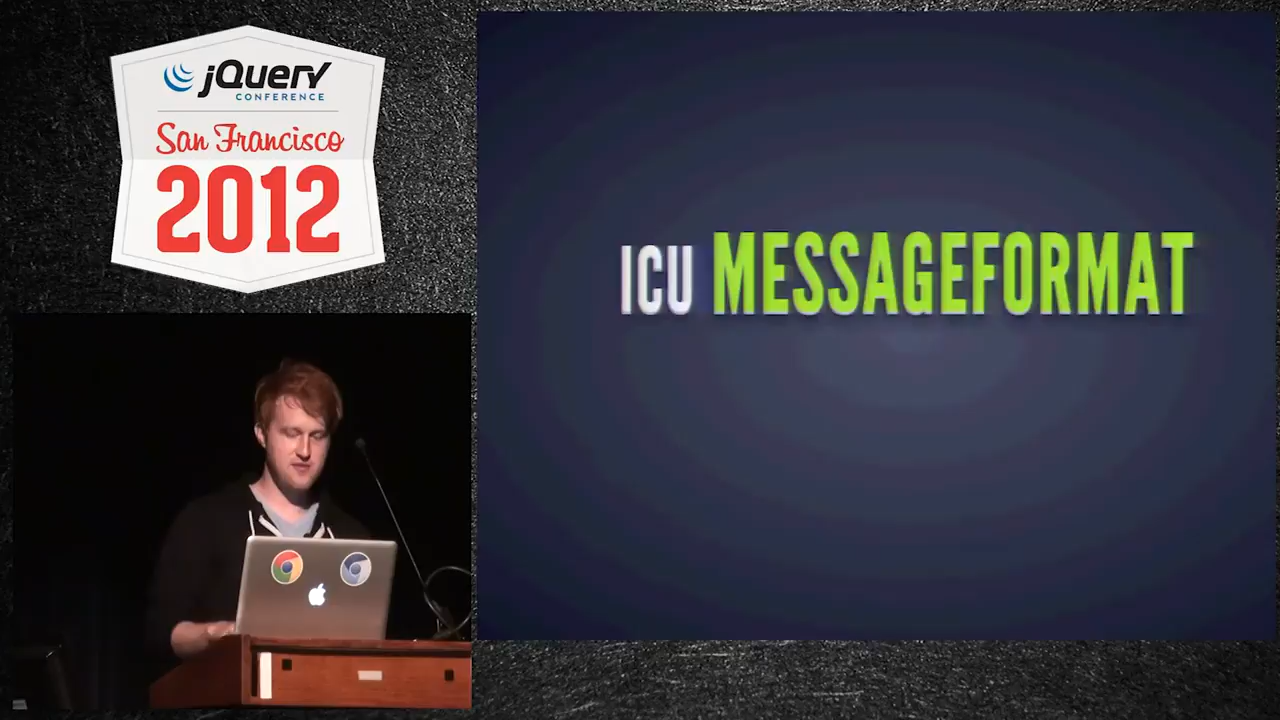 jQuery
CONFERENCE
San Francisco
2012
ICU MESSAGEFORMAT